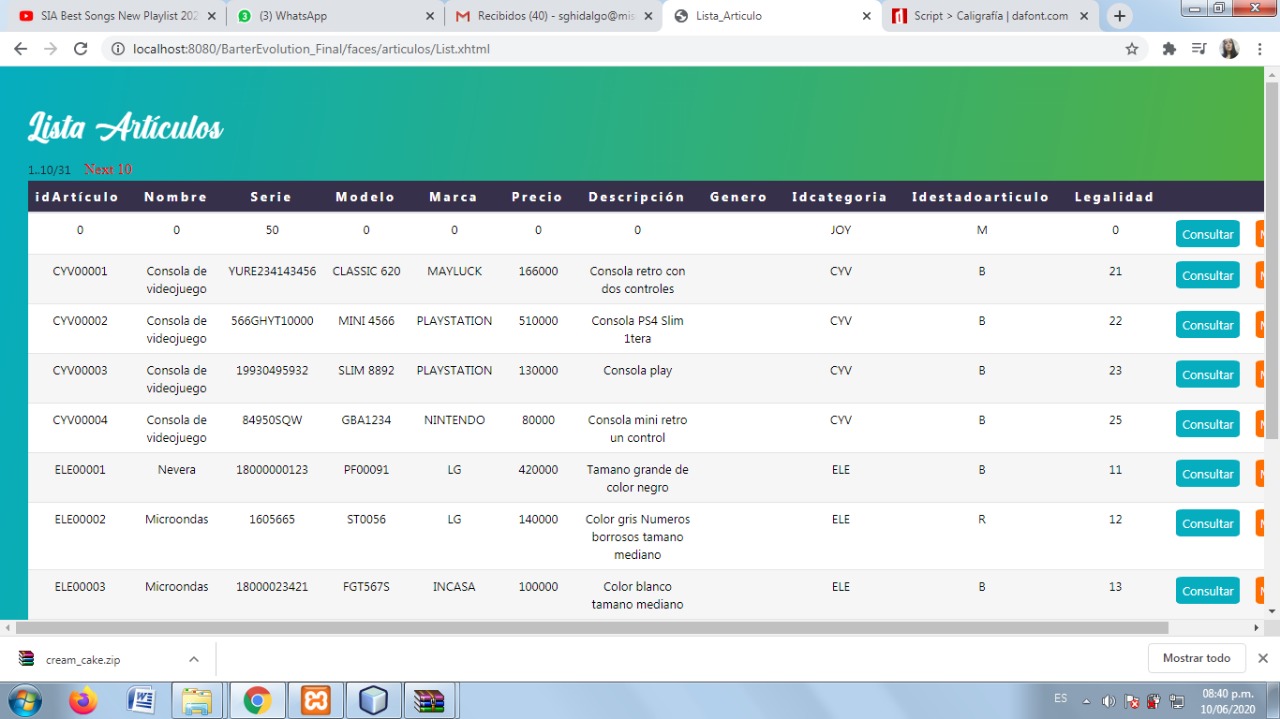 SIA Best Songs New Playlist 202
(3) WhatsApp
Recibidos (40) - sghidalgo@mis
Lista_Articulo
Script > Caligrafía | dafont.com
localhost:8080/BarterEvolution_Final/faces/articulos/List.xhtml
Lista Artículos
1..10/31 Next 10
idArtículo Nombre Serie Modelo Marca Precio Descripción Genero Idcategoria Idestadoarticulo Legalidad
0 0 50 0 0 0 0 JOY M 0 Consultar
CYV00001 Consola de videojuego YURE234143456 CLASSIC 620 MAYLUCK 166000 Consola retro con dos controles CYV B 21 Consultar
CYV00002 Consola de videojuego 566GHYT10000 MINI 4566 PLAYSTATION 510000 Consola PS4 Slim 1tera CYV B 22 Consultar
CYV00003 Consola de videojuego 19930495932 SLIM 8892 PLAYSTATION 130000 Consola play CYV B 23 Consultar
CYV00004 Consola de videojuego 84950SQW GBA1234 NINTENDO 80000 Consola mini retro un control CYV B 25 Consultar
ELE00001 Nevera 18000000123 PF00091 LG 420000 Tamano grande de color negro ELE B 11 Consultar
ELE00002 Microondas 1605665 ST0056 LG 140000 Color gris Numeros borrosos tamano mediano ELE R 12 Consultar
ELE00003 Microondas 18000023421 FGT567S INCASA 100000 Color blanco tamano mediano ELE B 13 Consultar
cream_cake.zip
Mostrar todo
ES
08:40 p.m.
10/06/2020